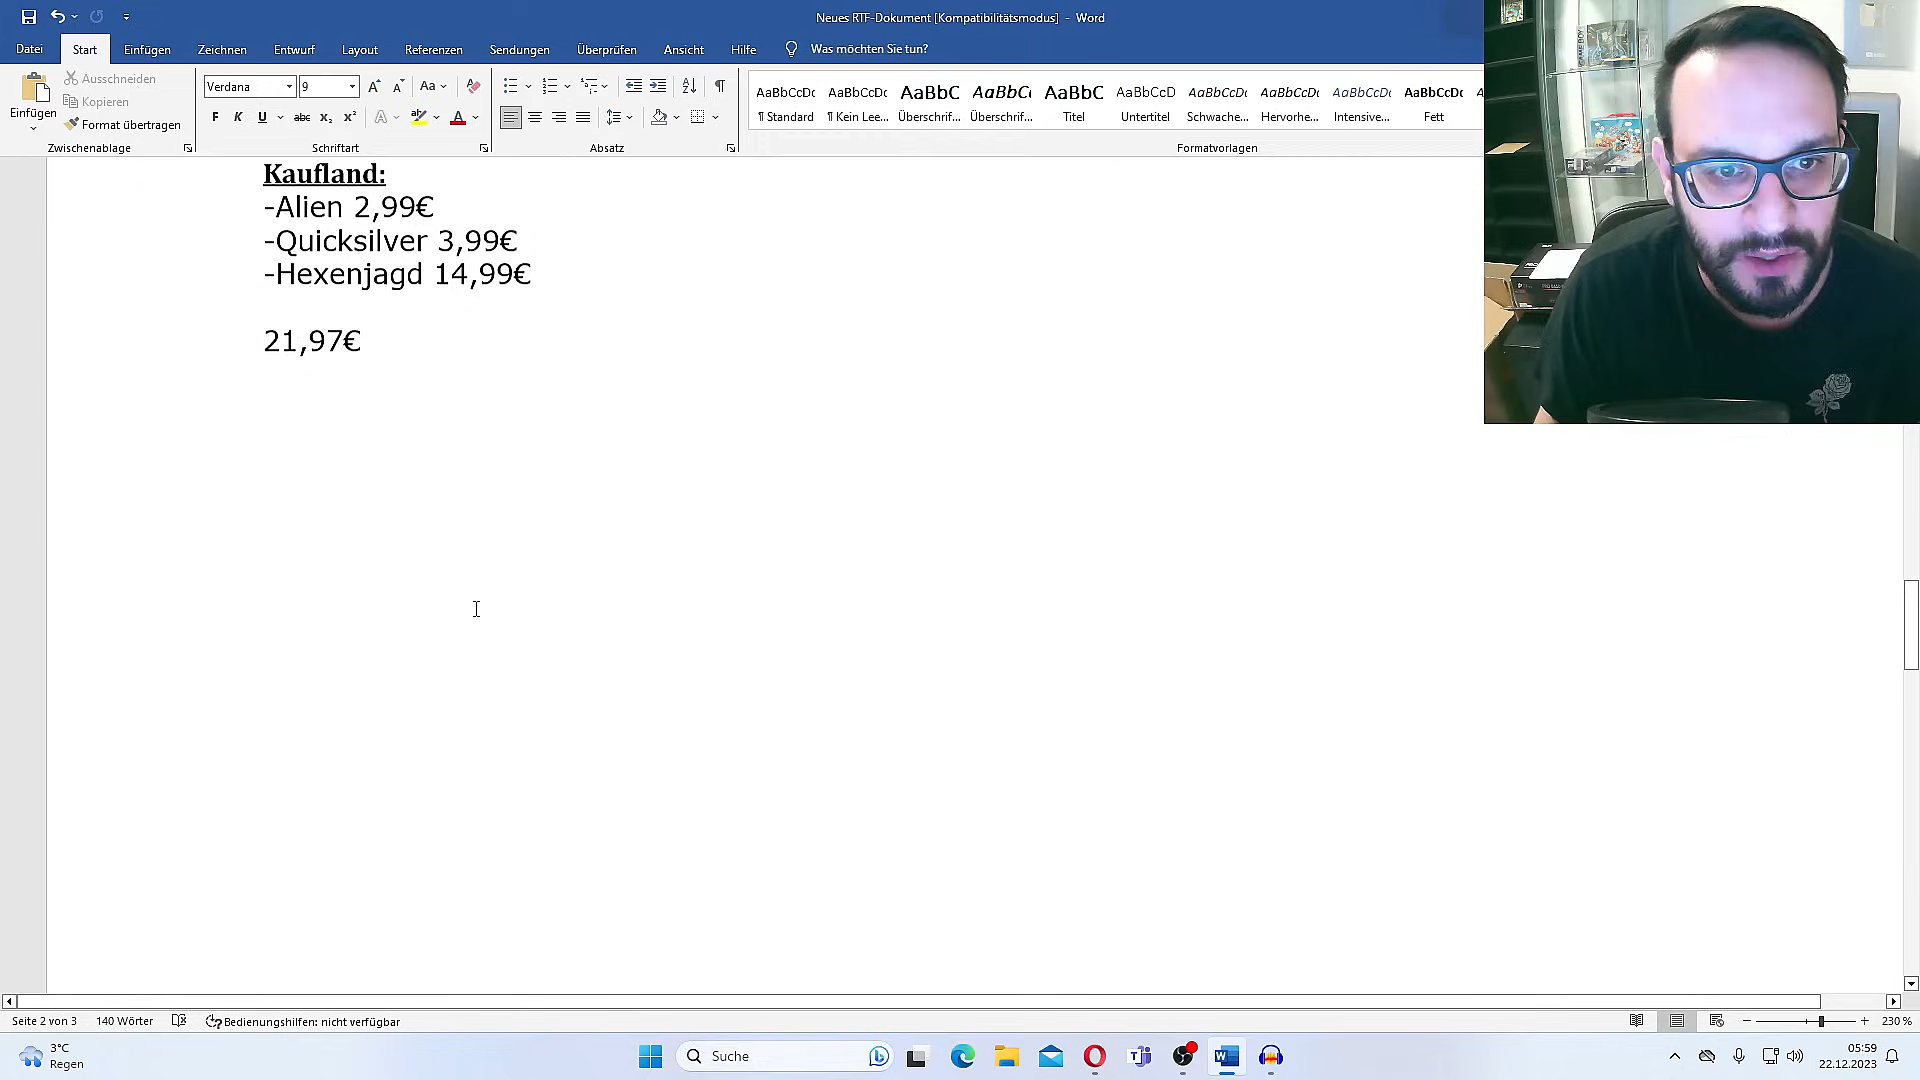 Neues RTF-Dokument [Kompatibilitätsmodus] - Word
Datei Start Einfügen Zeichnen Entwurf Layout Referenzen Sendungen Überprüfen Ansicht Hilfe Was möchten Sie tun?
Einfügen
Ausschneiden
Kopieren
Format übertragen
Zwischenablage
Verdana 9
F K U abc x₂ x²
Schriftart
Absatz
AaBbCcDc AaBbCcDc AaBbC AaBbC AaBbC AaBbCcD AaBbCcDc AaBbCcDc AaBbCcDc AaBbCcDc
¶ Standard ¶ Kein Lee... Überschrif... Überschrif... Titel Untertitel Schwache... Hervorhe... Intensive... Fett
Formatvorlagen
Kaufland:
-Alien 2,99€
-Quicksilver 3,99€
-Hexenjagd 14,99€
21,97€
Seite 2 von 3 140 Wörter Bedienungshilfen: nicht verfügbar 230 %
3°C
Regen
Suche
05:59
22.12.2023